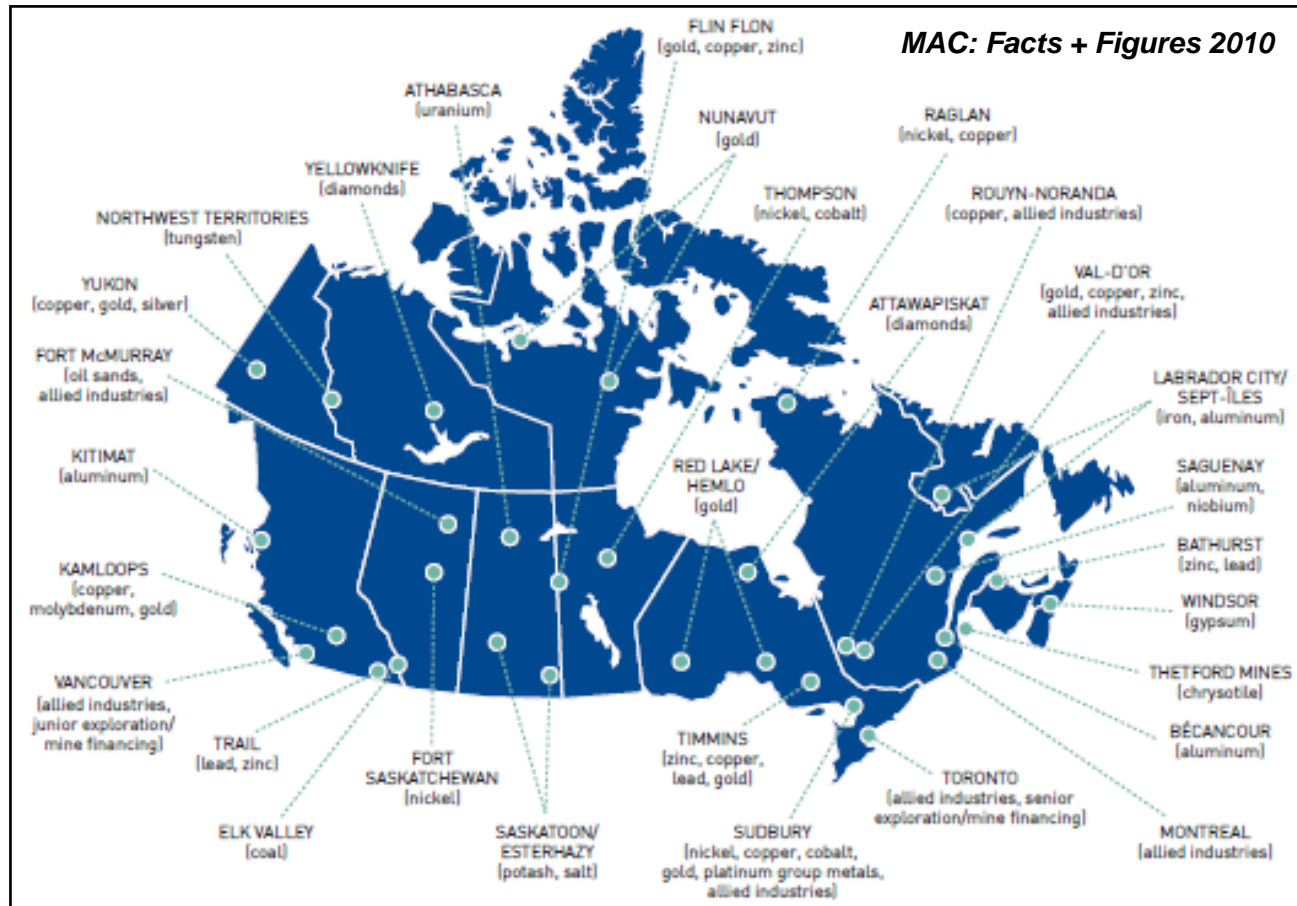 MAC: Facts + Figures 2010
FLIN FLON
(gold, copper, zinc)
ATHABASCA
(uranium)
NUNAVUT
(gold)
RAGLAN
(nickel, copper)
YELLOWKNIFE
(diamonds)
THOMPSON
(nickel, cobalt)
ROUYN-NORANDA
(copper, allied industries)
NORTHWEST TERRITORIES
(tungsten)
VAL-D'OR
(gold, copper, zinc,
allied industries)
YUKON
(copper, gold, silver)
ATTAWAPISKAT
(diamonds)
FORT McMURRAY
(oil sands,
allied industries)
LABRADOR CITY/
SEPT-ÎLES
(iron, aluminum)
KITIMAT
(aluminum)
RED LAKE/
HEMLO
(gold)
SAGUENAY
(aluminum,
niobium)
BATHURST
(zinc, lead)
KAMLOOPS
(copper,
molybdenum, gold)
WINDSOR
(gypsum)
VANCOUVER
(allied industries,
junior exploration/
mine financing)
THETFORD MINES
(chrysotile)
TRAIL
(lead, zinc)
FORT
SASKATCHEWAN
(nickel)
TIMMINS
(zinc, copper,
lead, gold)
BÉCANCOUR
(aluminum)
TORONTO
(allied industries, senior
exploration/mine financing)
ELK VALLEY
(coal)
SASKATOON/
ESTERHAZY
(potash, salt)
SUDBURY
(nickel, copper, cobalt,
gold, platinum group metals,
allied industries)
MONTREAL
(allied industries)